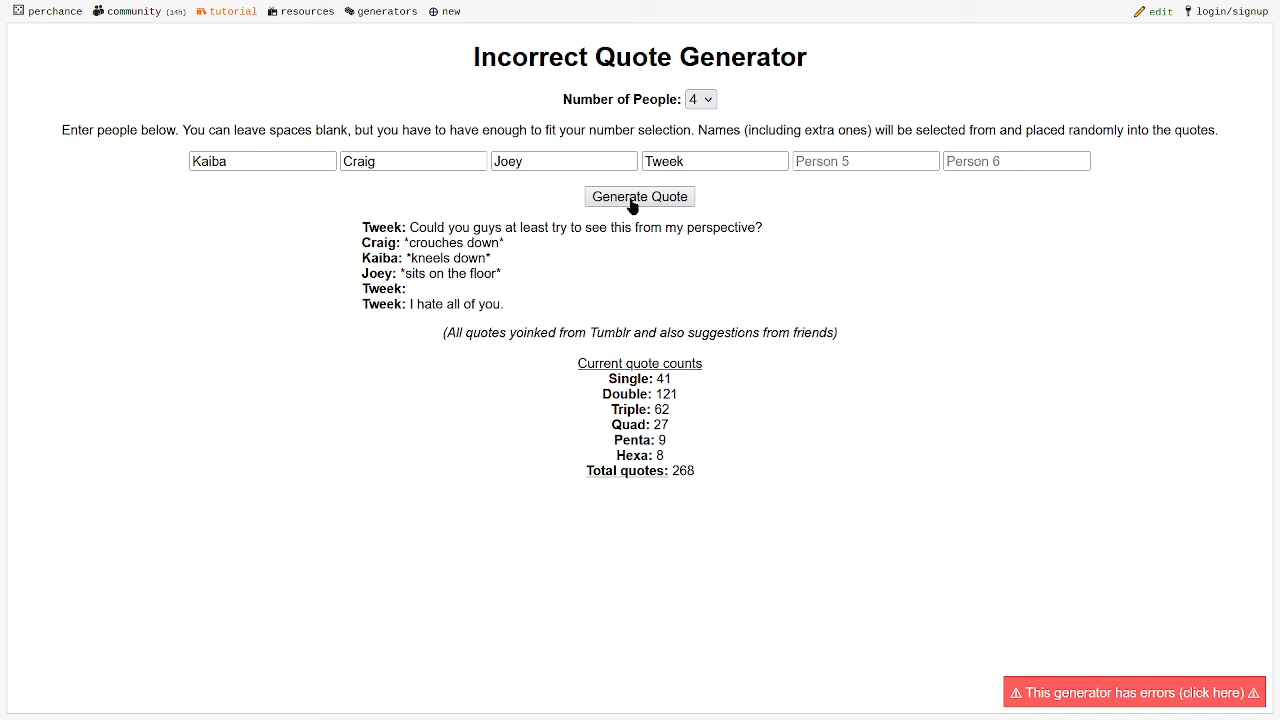 perchance community (14h) tutorial resources generators new edit login/signup
Incorrect Quote Generator
Number of People: 4
Enter people below. You can leave spaces blank, but you have to have enough to fit your number selection. Names (including extra ones) will be selected from and placed randomly into the quotes.
Kaiba Craig Joey Tweek Person 5 Person 6
Generate Quote
Tweek: Could you guys at least try to see this from my perspective?
Craig: *crouches down*
Kaiba: *kneels down*
Joey: *sits on the floor*
Tweek:
Tweek: I hate all of you.
(All quotes yoinked from Tumblr and also suggestions from friends)
Current quote counts
Single: 41
Double: 121
Triple: 62
Quad: 27
Penta: 9
Hexa: 8
Total quotes: 268
⚠ This generator has errors (click here) ⚠